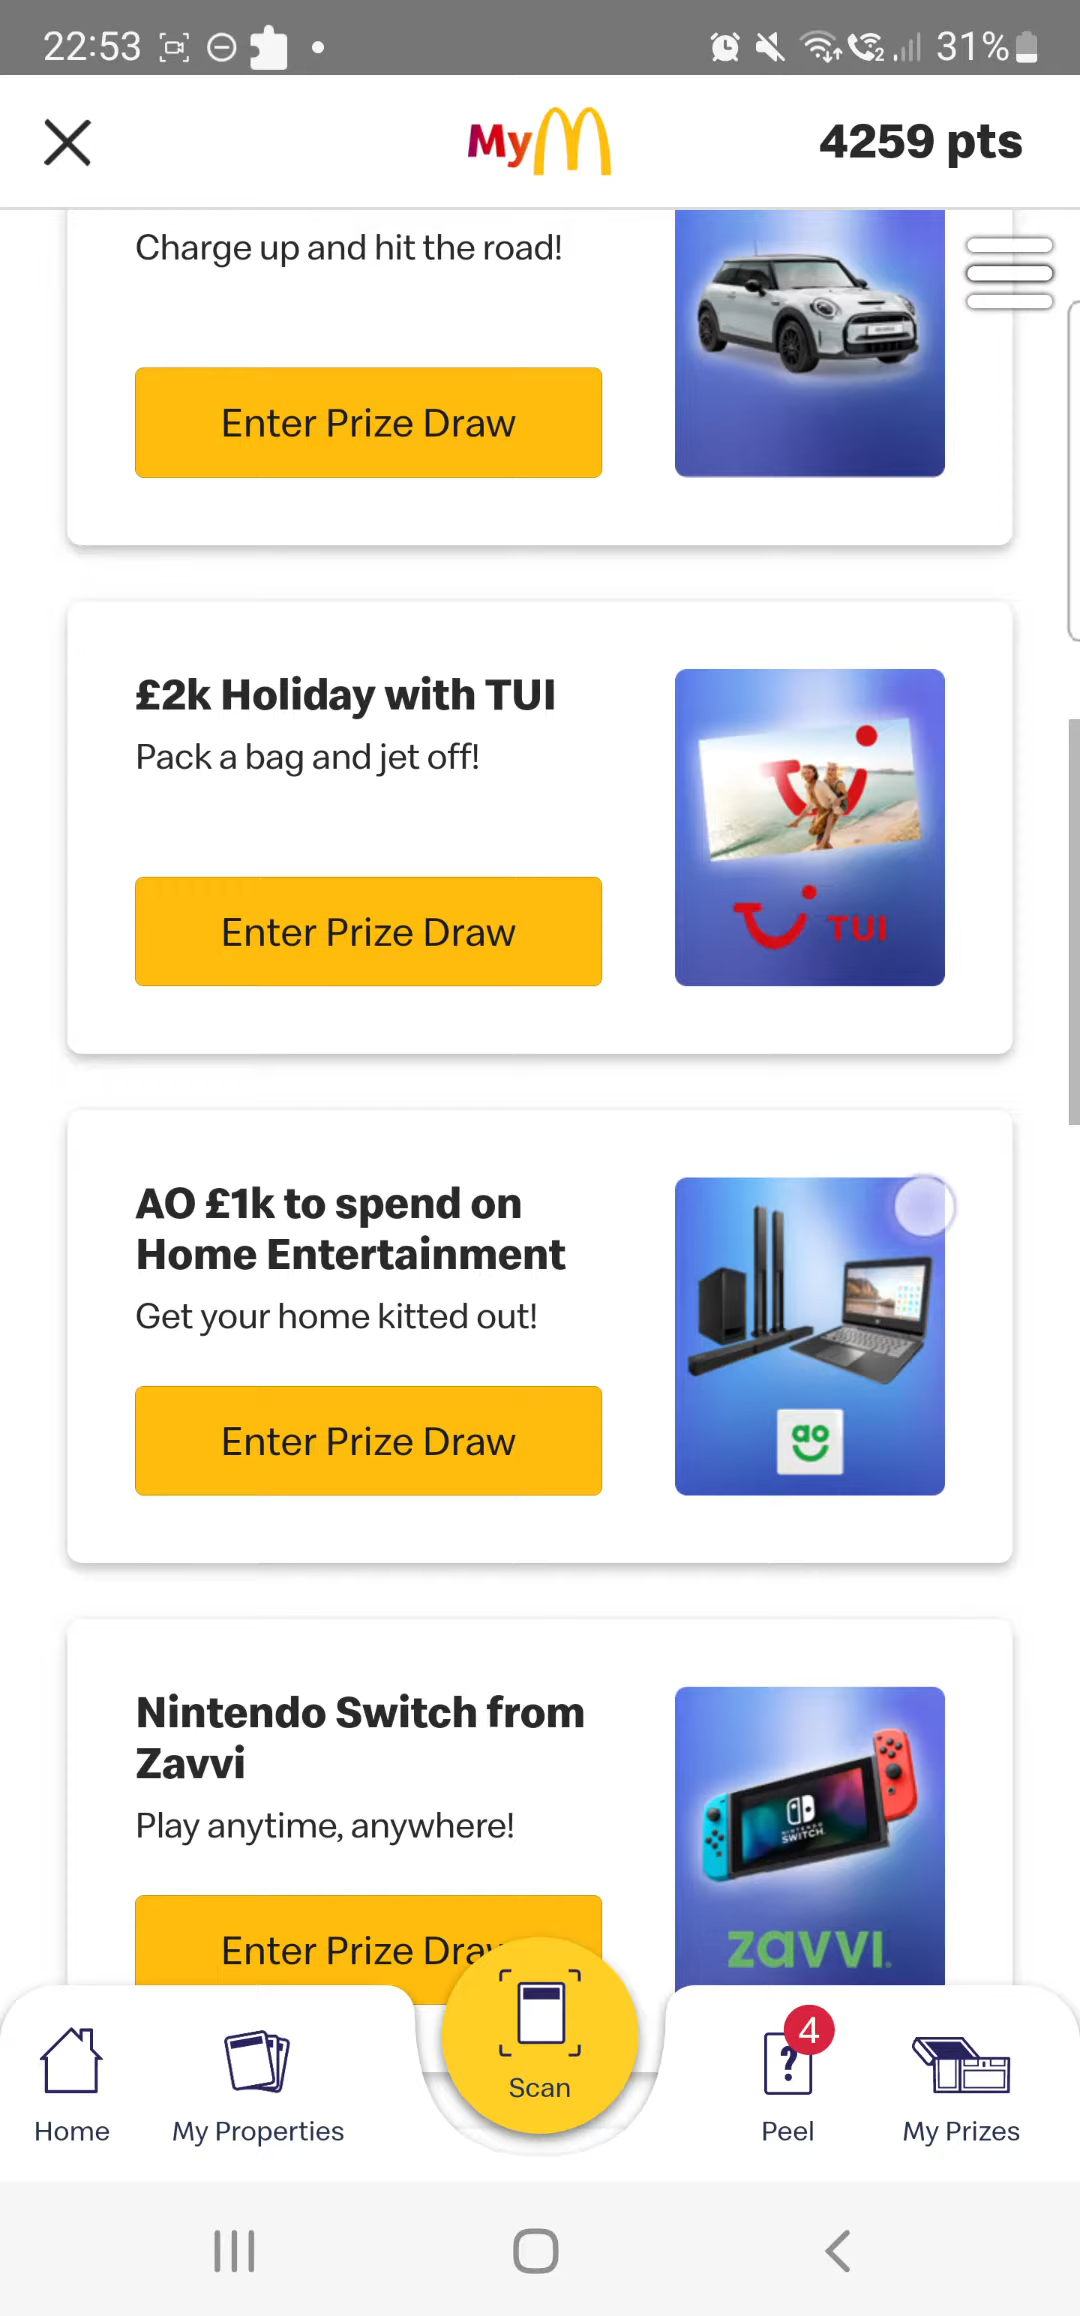 22:53
31%
My
4259 pts
Charge up and hit the road!
Enter Prize Draw
£2k Holiday with TUI
Pack a bag and jet off!
TUI
Enter Prize Draw
AO £1k to spend on
Home Entertainment
Get your home kitted out!
ao
Enter Prize Draw
Nintendo Switch from
Zavvi
Play anytime, anywhere!
NINTENDO
SWITCH
zavvi.
Enter Prize Draw
Scan
4
?
Home
My Properties
Peel
My Prizes